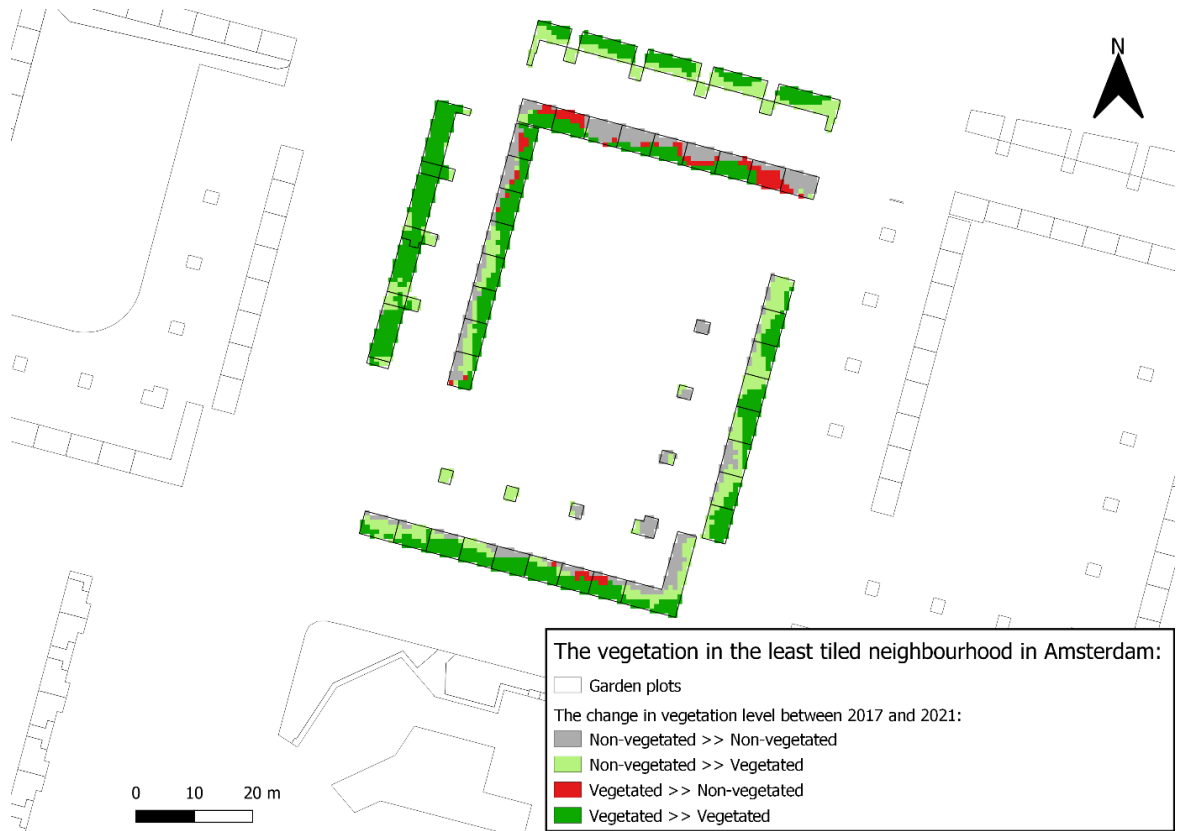 N
The vegetation in the least tiled neighbourhood in Amsterdam:
Garden plots
The change in vegetation level between 2017 and 2021:
Non-vegetated >> Non-vegetated
Non-vegetated >> Vegetated
Vegetated >> Non-vegetated
Vegetated >> Vegetated
0 10 20 m